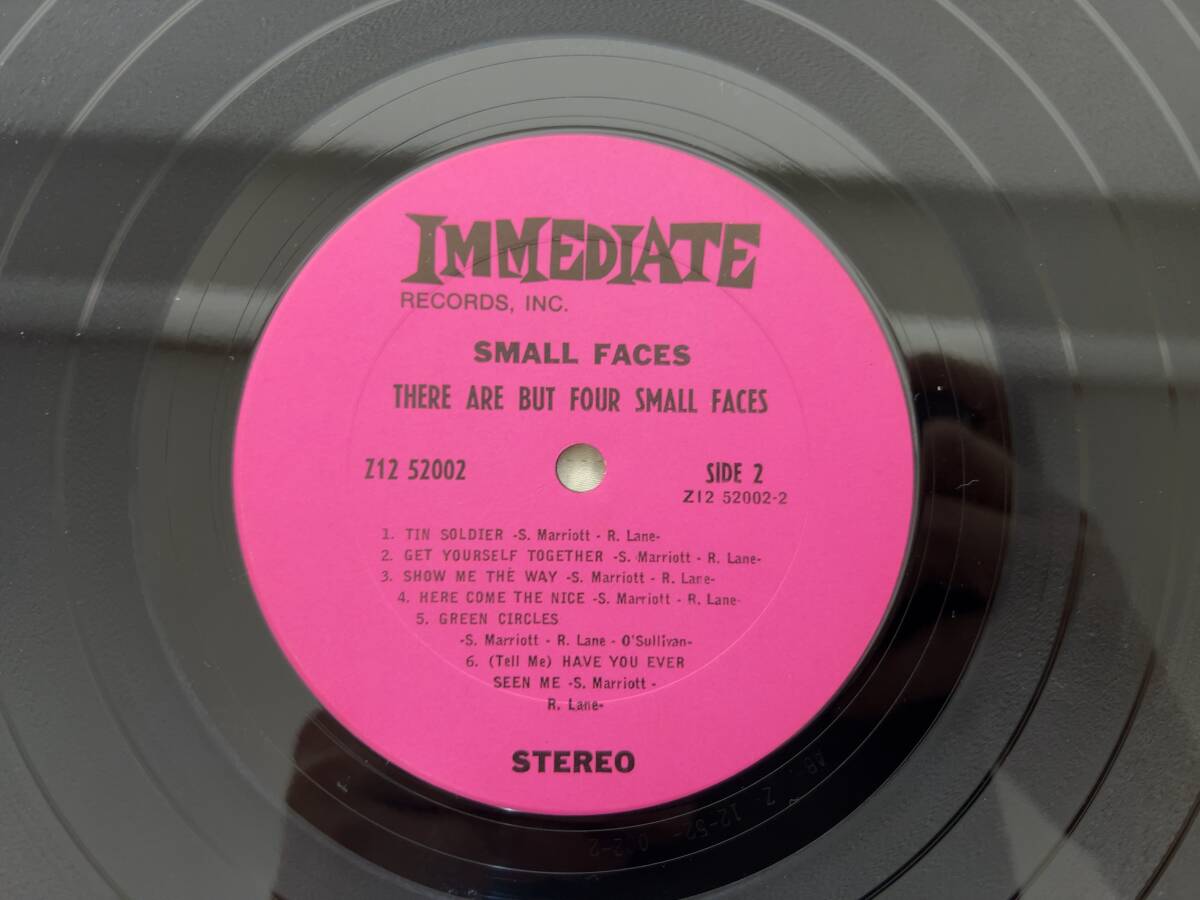 IMMEDIATE
RECORDS, INC.
SMALL FACES
THERE ARE BUT FOUR SMALL FACES
Z12 52002
SIDE 2
Z12 52002-2
1. TIN SOLDIER -S. Marriott - R. Lane-
2. GET YOURSELF TOGETHER -S. Marriott - R. Lane-
3. SHOW ME THE WAY -S. Marriott - R. Lane-
4. HERE COME THE NICE -S. Marriott - R. Lane-
5. GREEN CIRCLES
-S. Marriott - R. Lane - O'Sullivan-
6. (Tell Me) HAVE YOU EVER
SEEN ME -S. Marriott -
R. Lane-
STEREO